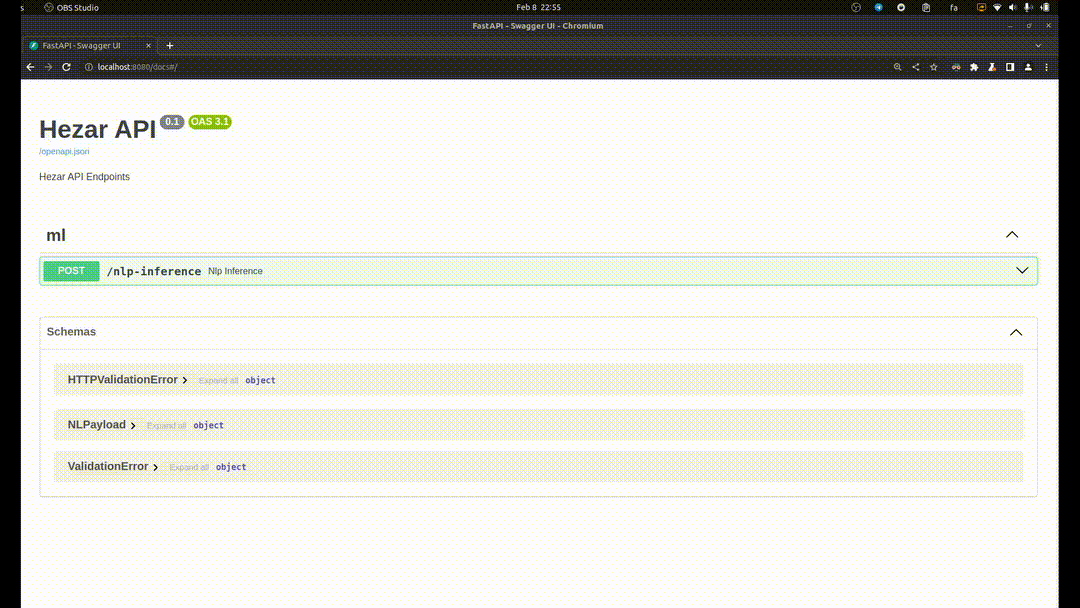 s OBS Studio Feb 8 22:55 fa
FastAPI - Swagger UI - Chromium
FastAPI - Swagger UI
localhost:8080/docs#/
Hezar API 0.1 OAS 3.1
/openapi.json
Hezar API Endpoints
ml
POST /nlp-inference Nlp Inference
Schemas
HTTPValidationError Expand all object
NLPayload Expand all object
ValidationError Expand all object